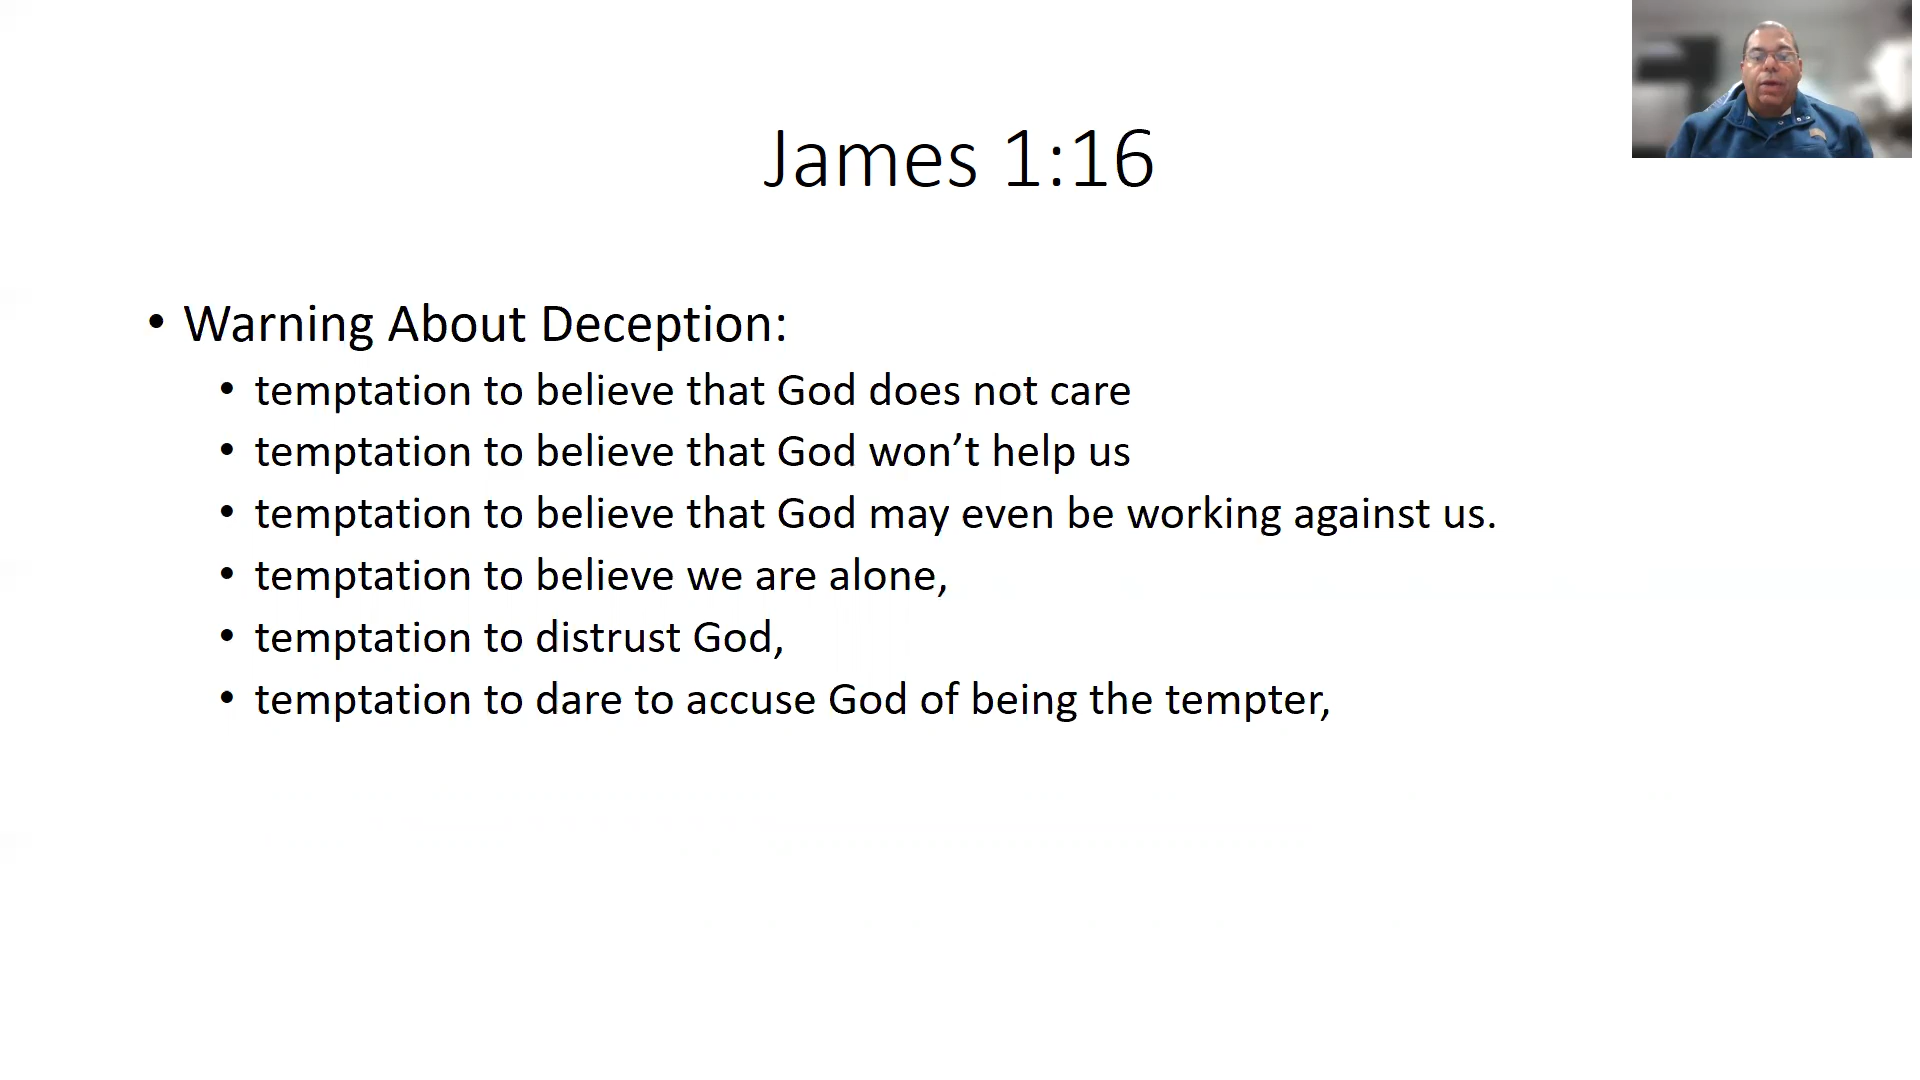 James 1:16
• Warning About Deception:
• temptation to believe that God does not care
• temptation to believe that God won’t help us
• temptation to believe that God may even be working against us.
• temptation to believe we are alone,
• temptation to distrust God,
• temptation to dare to accuse God of being the tempter,